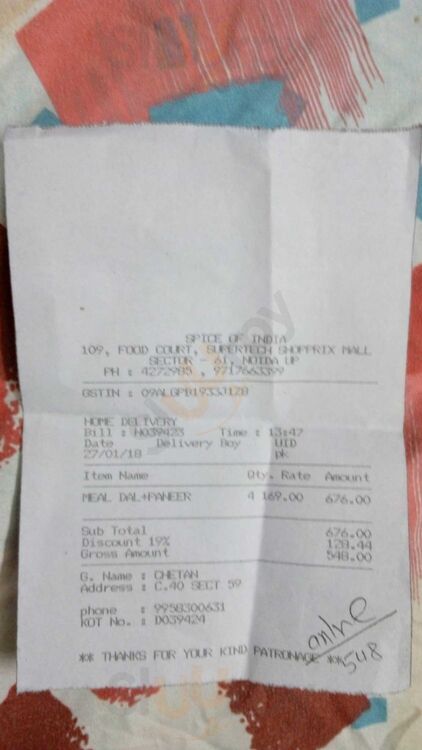 SPICE OF INDIA
109, FOOD COURT, SUPERTECH SHOPPRIX MALL
SECTOR - 61, NOIDA UP
PH : 4272985 , 9717663399
GSTIN : 09ALGPB1933J1Z8
HOME DELIVERY
Bill : H039423 Time : 13:47
Date Delivery Boy UID
27/01/18 pk
Item Name Qty. Rate Amount
MEAL DAL+PANEER 4 169.00 676.00
Sub Total 676.00
Discount 19% 128.44
Gross Amount 548.00
G. Name : CHETAN
Address : C.40 SECT 59
phone : 9958300631
KOT No. : D039424
online
** THANKS FOR YOUR KIND PATRONAGE **
548